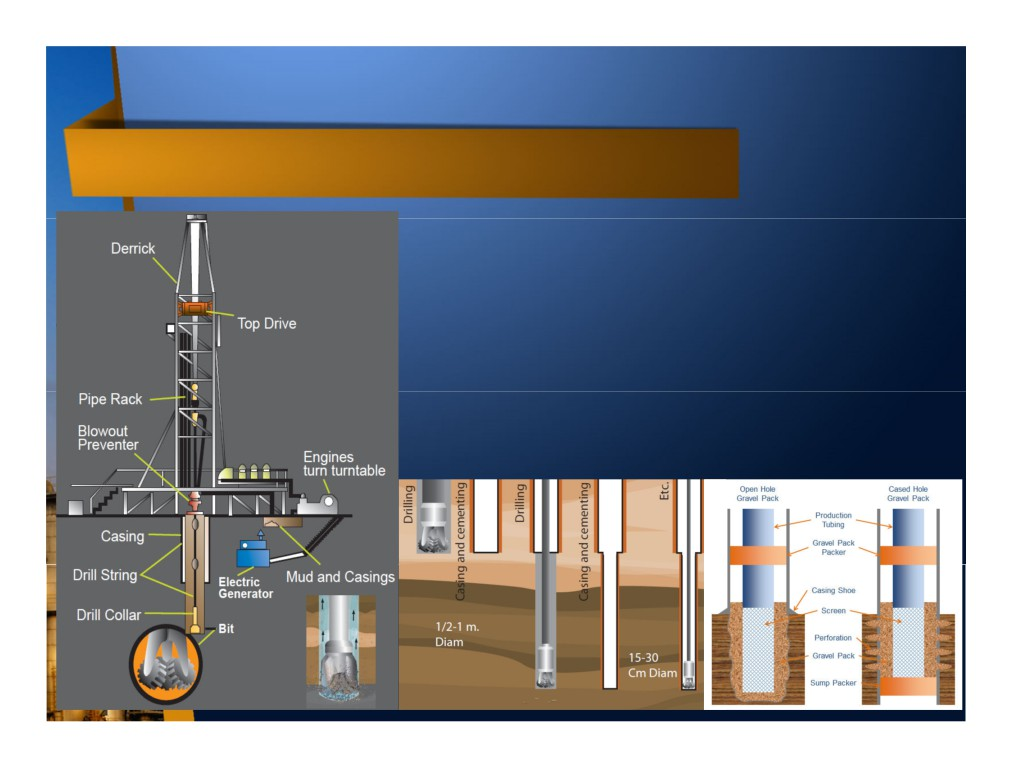 Derrick
Top Drive
Pipe Rack
Blowout
Preventer
Engines
turn turntable
Casing
Drill String
Electric
Generator
Mud and Casings
Drill Collar
Bit
Drilling
Casing and cementing
Drilling
Casing and cementing
Etc.
1/2-1 m.
Diam
15-30
Cm Diam
Open Hole
Gravel Pack
Cased Hole
Gravel Pack
Production
Tubing
Gravel Pack
Packer
Casing Shoe
Screen
Perforation
Gravel Pack
Sump Packer